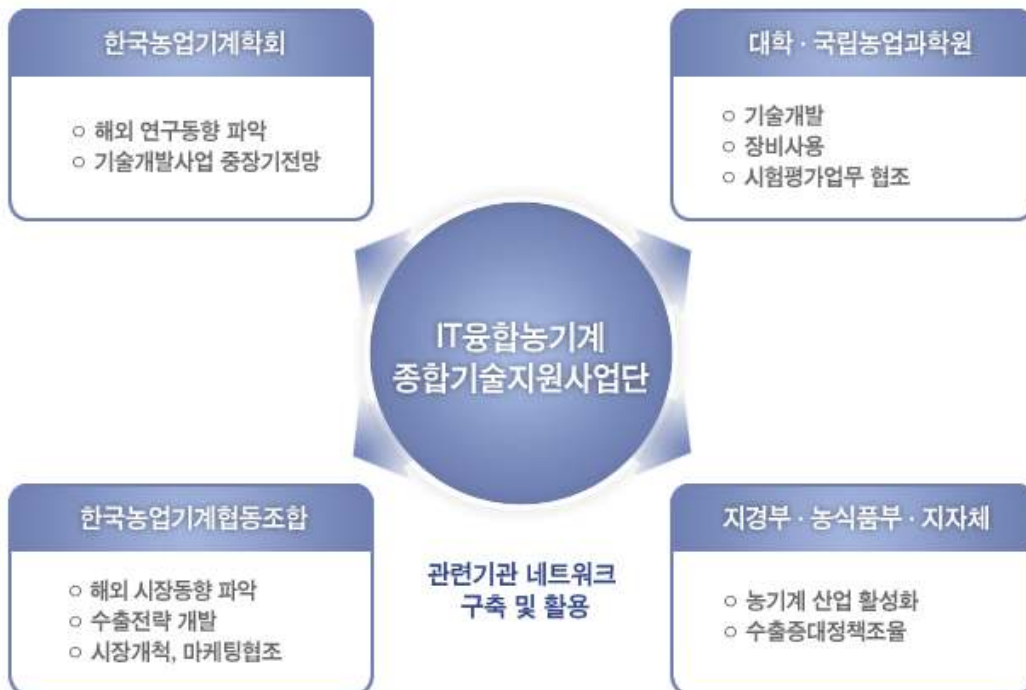 한국농업기계학회
○ 해외 연구동향 파악
○ 기술개발사업 중장기전망
대학 · 국립농업과학원
○ 기술개발
○ 장비사용
○ 시험평가업무 협조
IT융합농기계
종합기술지원사업단
한국농업기계협동조합
○ 해외 시장동향 파악
○ 수출전략 개발
○ 시장개척, 마케팅협조
관련기관 네트워크
구축 및 활용
지경부 · 농식품부 · 지자체
○ 농기계 산업 활성화
○ 수출증대정책조율